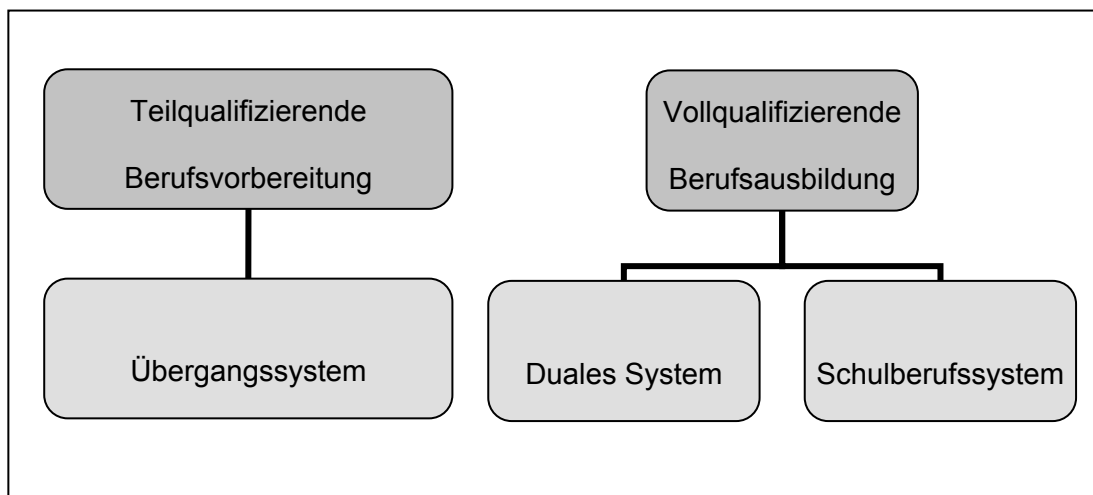 Teilqualifizierende
Berufsvorbereitung
Vollqualifizierende
Berufsausbildung
Übergangssystem
Duales System
Schulberufssystem